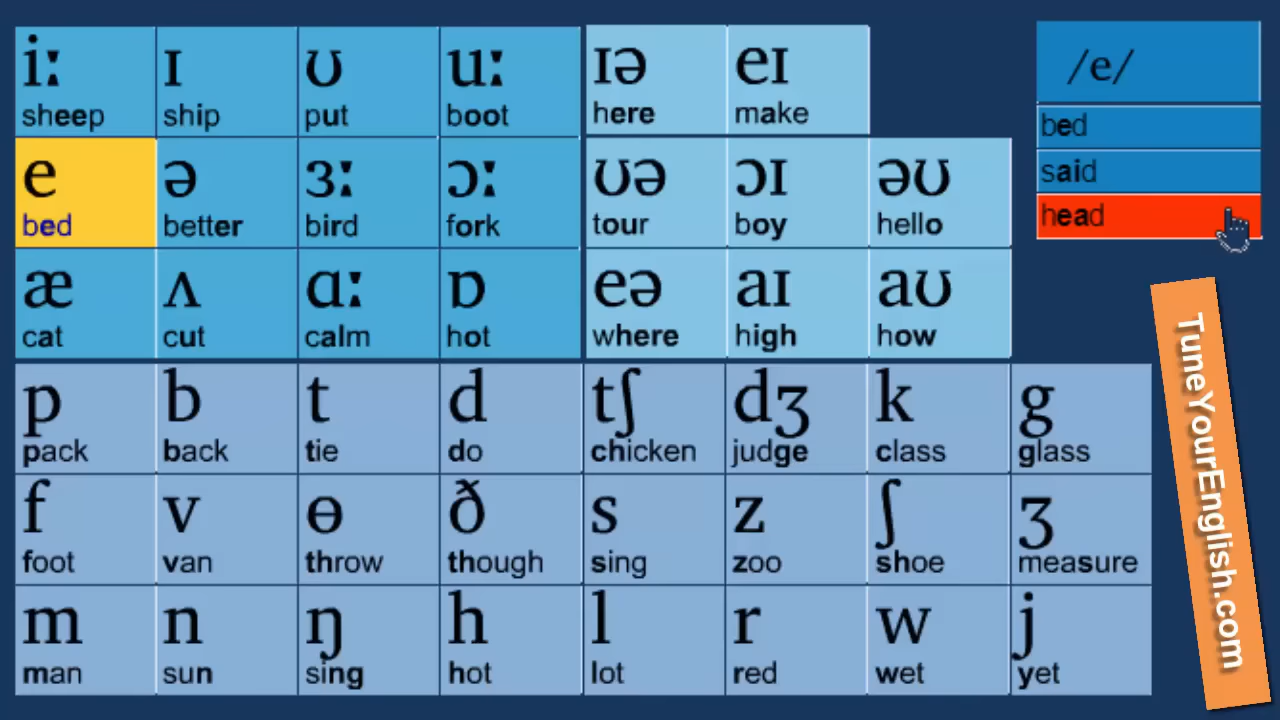 iː ɪ ʊ uː ɪə eɪ
sheep ship put boot here make
e ə ɜː ɔː ʊə ɔɪ əʊ
bed better bird fork tour boy hello
æ ʌ ɑː ɒ eə aɪ aʊ
cat cut calm hot where high how
p b t d tʃ dʒ k g
pack back tie do chicken judge class glass
f v ɵ ð s z ʃ ʒ
foot van throw though sing zoo shoe measure
m n ŋ h l r w j
man sun sing hot lot red wet yet
/e/
bed
said
head
TuneYourEnglish.com